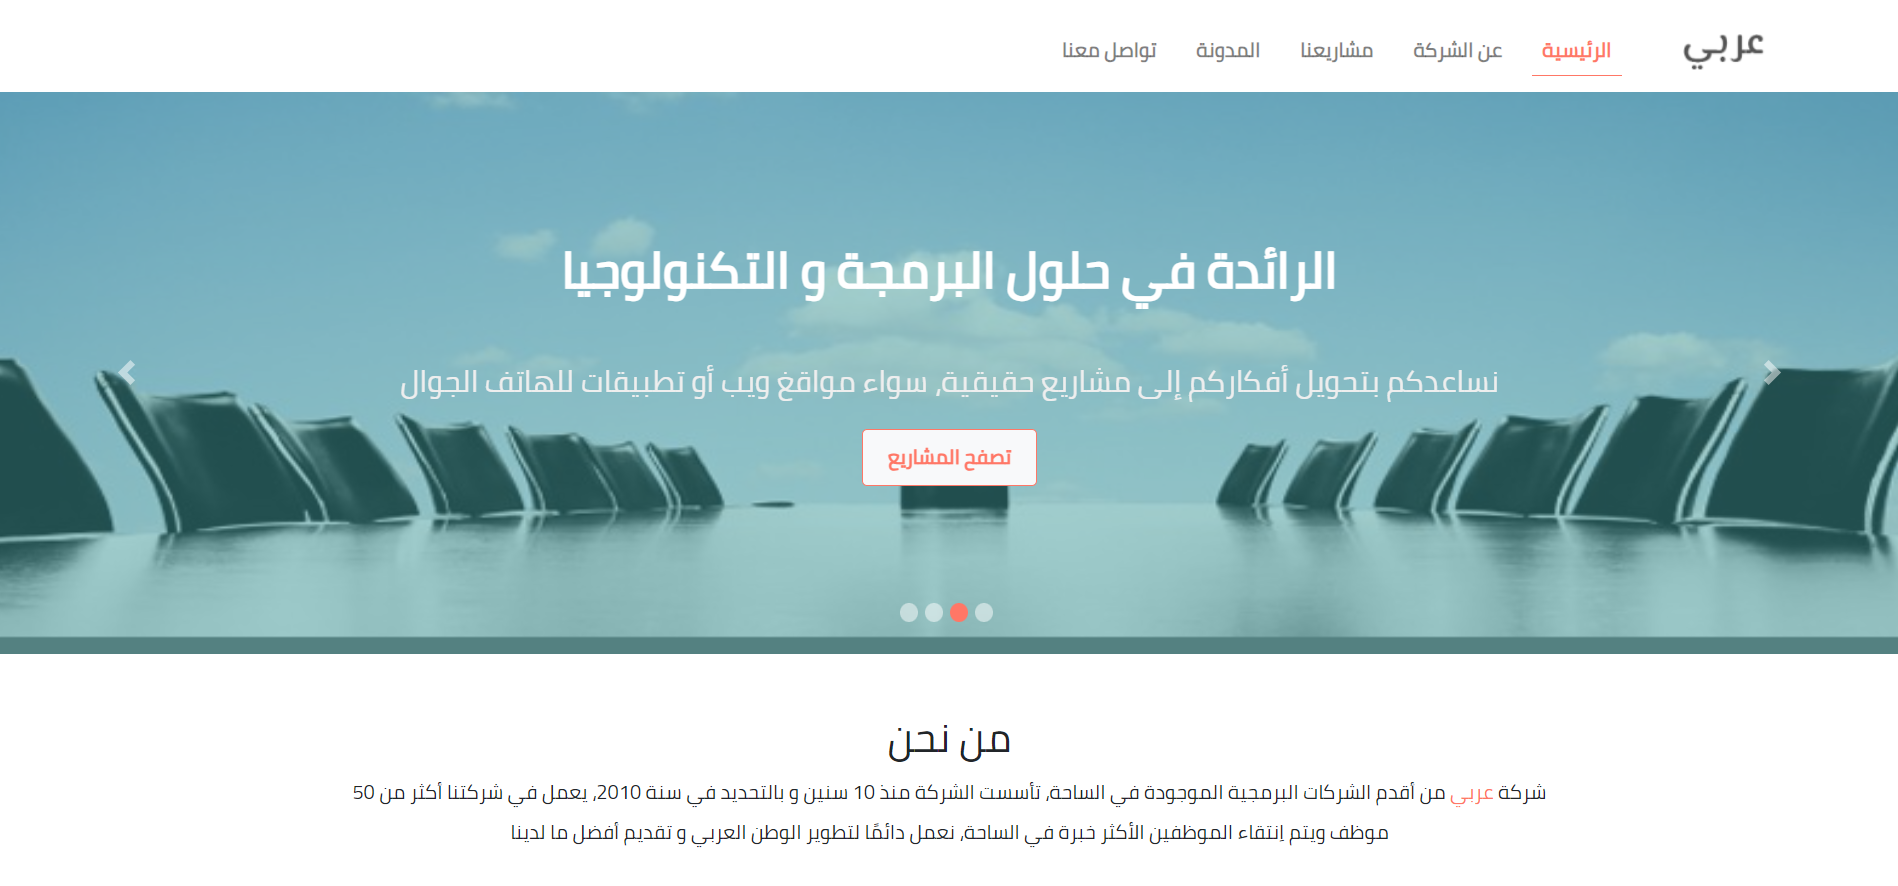 عربي
الرئيسية عن الشركة مشاريعنا المدونة تواصل معنا
الرائدة في حلول البرمجة و التكنولوجيا
نساعدكم بتحويل أفكاركم إلى مشاريع حقيقية, سواء مواقغ ويب أو تطبيقات للهاتف الجوال
تصفح المشاريع
من نحن
شركة عربي من أقدم الشركات البرمجية الموجودة في الساحة, تأسست الشركة منذ 10 سنين و بالتحديد في سنة 2010, يعمل في شركتنا أكثر من 50
موظف ويتم إنتقاء الموظفين الأكثر خبرة في الساحة, نعمل دائمًا لتطوير الوطن العربي و تقديم أفضل ما لدينا